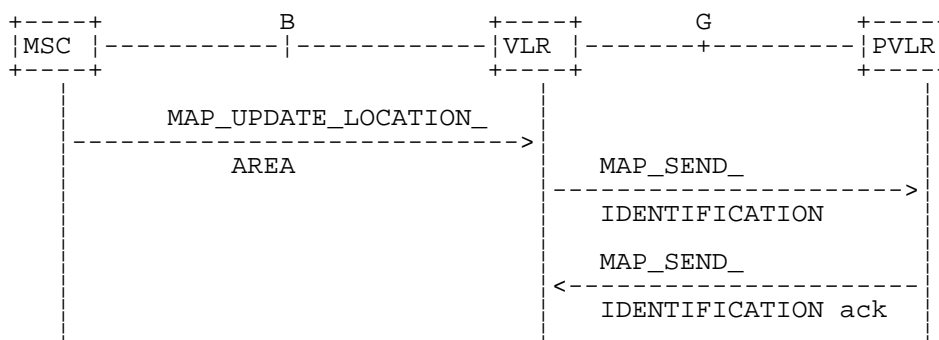 B G
MSC VLR PVLR
MAP_UPDATE_LOCATION_
AREA
MAP_SEND_
IDENTIFICATION
MAP_SEND_
IDENTIFICATION ack